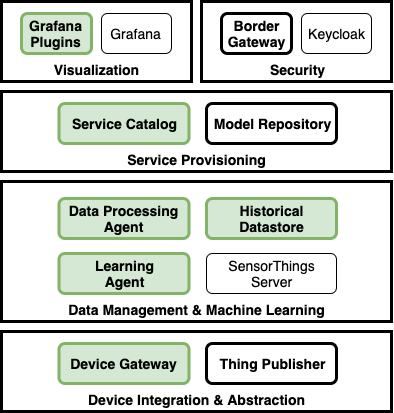 Grafana
Plugins
Grafana
Visualization
Border
Gateway
Keycloak
Security
Service Catalog
Model Repository
Service Provisioning
Data Processing
Agent
Historical
Datastore
Learning
Agent
SensorThings
Server
Data Management & Machine Learning
Device Gateway
Thing Publisher
Device Integration & Abstraction